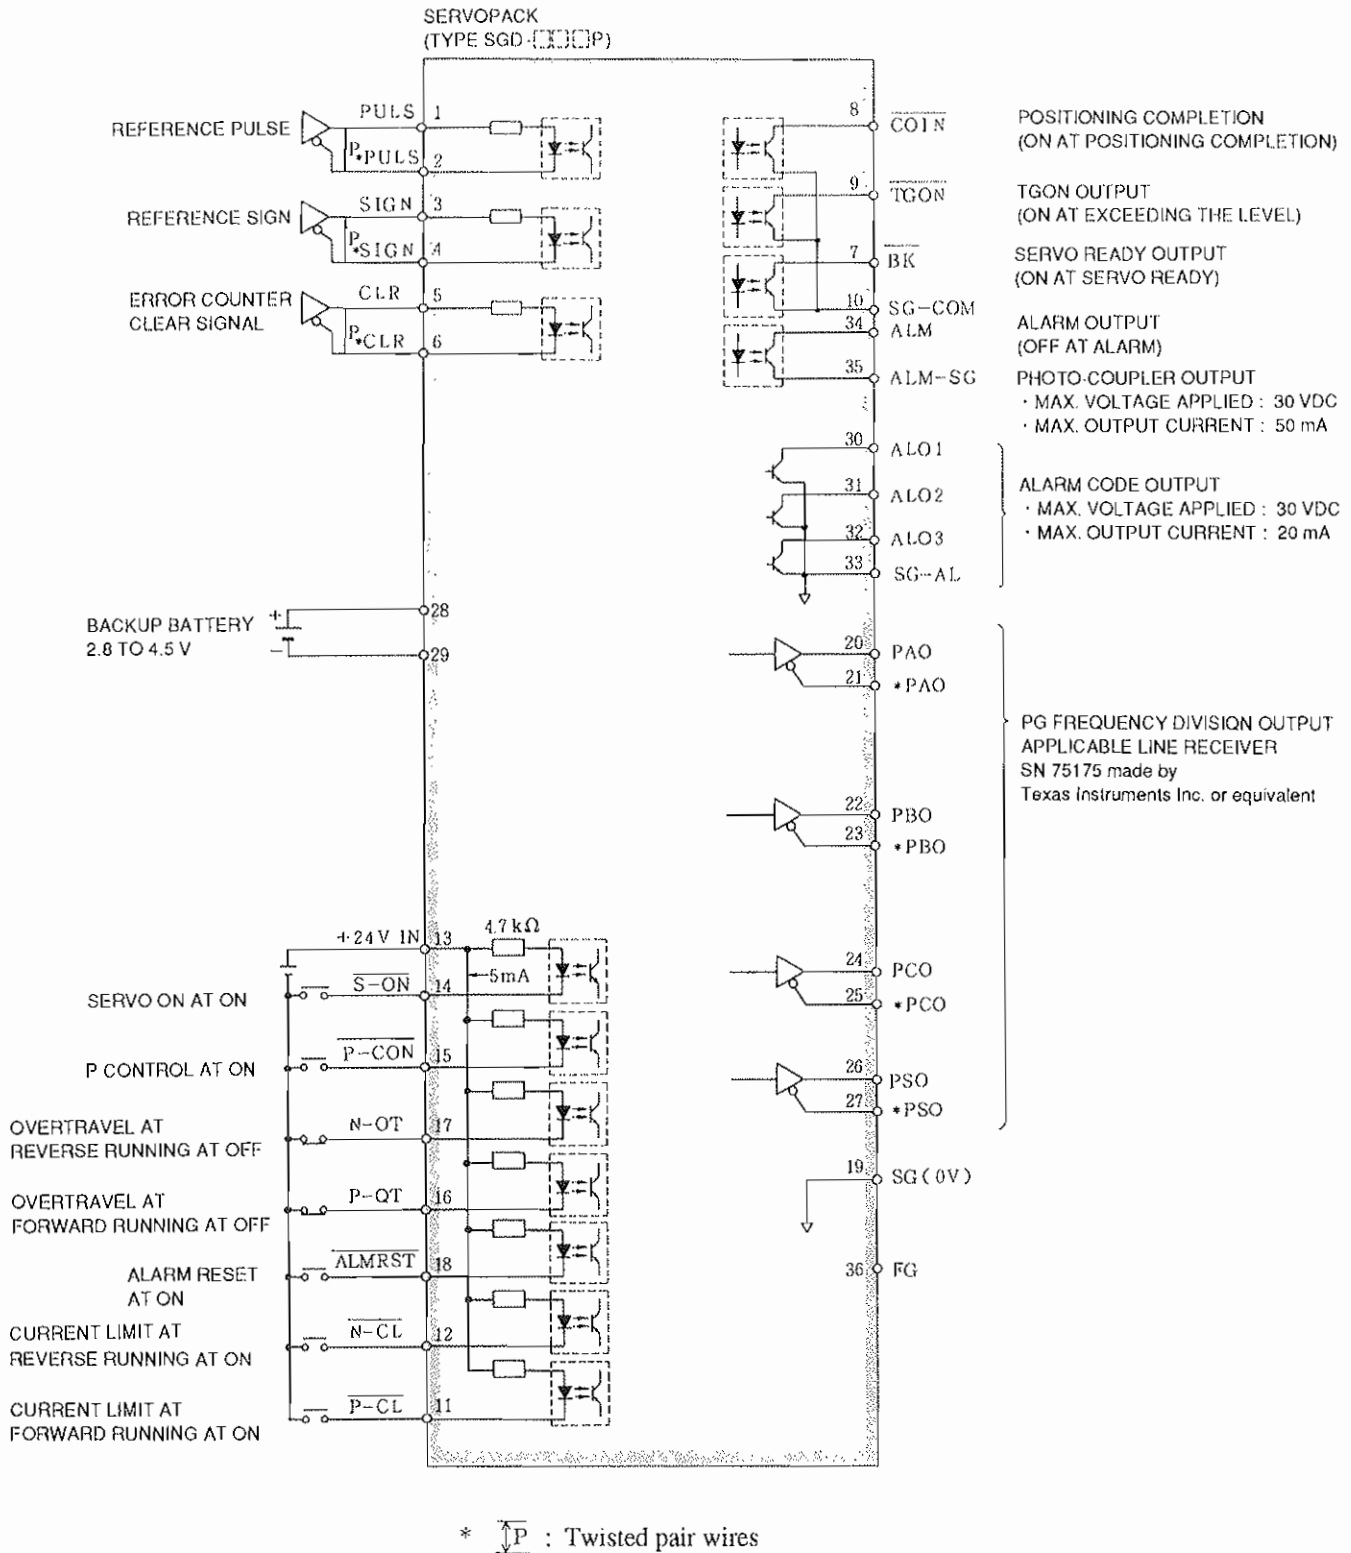 SERVOPACK
(TYPE SGD-□□□P)
REFERENCE PULSE
PULS 1
P
*PULS 2
REFERENCE SIGN
SIGN 3
P
*SIGN 4
ERROR COUNTER
CLEAR SIGNAL
CLR 5
P
*CLR 6
BACKUP BATTERY
2.8 TO 4.5 V
+
−
28
29
+24V IN 13
4.7kΩ
5mA
SERVO ON AT ON
S-ON 14
P CONTROL AT ON
P-CON 15
OVERTRAVEL AT
REVERSE RUNNING AT OFF
N-OT 17
OVERTRAVEL AT
FORWARD RUNNING AT OFF
P-OT 16
ALARM RESET
AT ON
ALMRST 18
CURRENT LIMIT AT
REVERSE RUNNING AT ON
N-CL 12
CURRENT LIMIT AT
FORWARD RUNNING AT ON
P-CL 11
8 COIN
POSITIONING COMPLETION
(ON AT POSITIONING COMPLETION)
9 TGON
TGON OUTPUT
(ON AT EXCEEDING THE LEVEL)
7 BK
SERVO READY OUTPUT
(ON AT SERVO READY)
10 SG-COM
34 ALM
ALARM OUTPUT
(OFF AT ALARM)
35 ALM-SG
PHOTO-COUPLER OUTPUT
· MAX. VOLTAGE APPLIED : 30 VDC
· MAX. OUTPUT CURRENT : 50 mA
30 ALO1
31 ALO2
32 ALO3
33 SG-AL
ALARM CODE OUTPUT
· MAX. VOLTAGE APPLIED : 30 VDC
· MAX. OUTPUT CURRENT : 20 mA
20 PAO
21 *PAO
PG FREQUENCY DIVISION OUTPUT
APPLICABLE LINE RECEIVER
SN 75175 made by
Texas Instruments Inc. or equivalent
22 PBO
23 *PBO
24 PCO
25 *PCO
26 PSO
27 *PSO
19 SG(0V)
36 FG
* P : Twisted pair wires